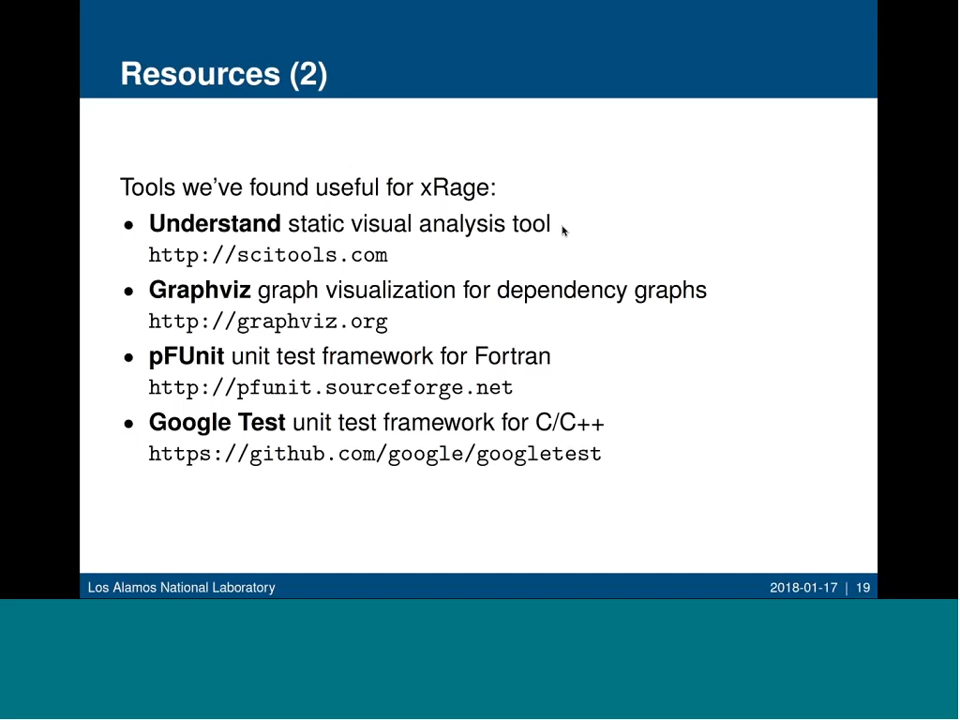 Resources (2)
Tools we've found useful for xRage:
• Understand static visual analysis tool
http://scitools.com
• Graphviz graph visualization for dependency graphs
http://graphviz.org
• pFUnit unit test framework for Fortran
http://pfunit.sourceforge.net
• Google Test unit test framework for C/C++
https://github.com/google/googletest
Los Alamos National Laboratory
2018-01-17 | 19